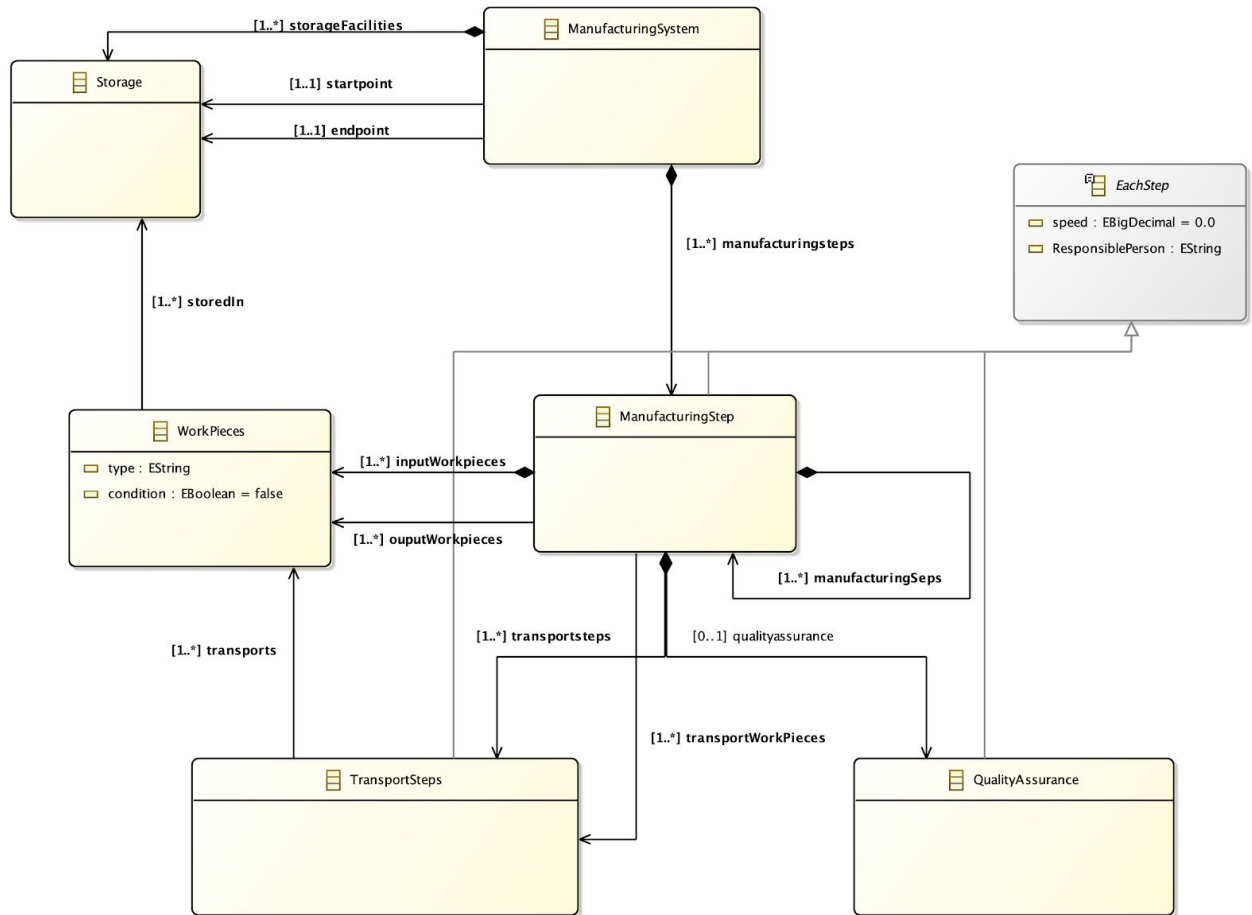 [1..*] storageFacilities
ManufacturingSystem
Storage
[1..1] startpoint
[1..1] endpoint
EachStep
speed : EBigDecimal = 0.0
ResponsiblePerson : EString
[1..*] manufacturingsteps
[1..*] storedIn
ManufacturingStep
WorkPieces
type : EString
condition : EBoolean = false
[1..*] inputWorkpieces
[1..*] ouputWorkpieces
[1..*] manufacturingSeps
[1..*] transports
[1..*] transportsteps
[0..1] qualityassurance
[1..*] transportWorkPieces
TransportSteps
QualityAssurance